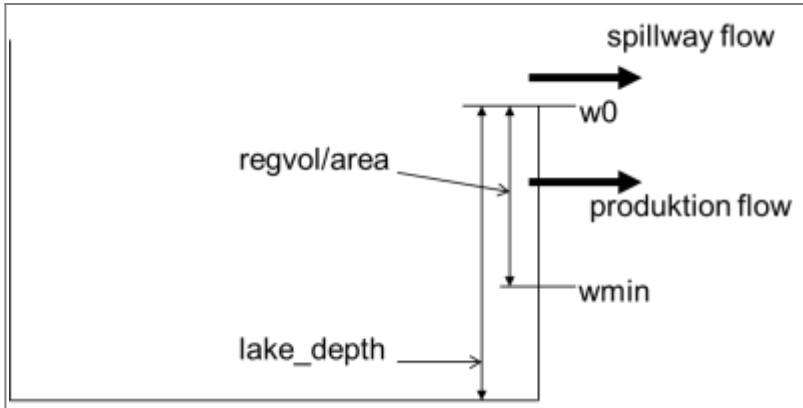 spillway flow
w0
regvol/area
produktion flow
wmin
lake_depth